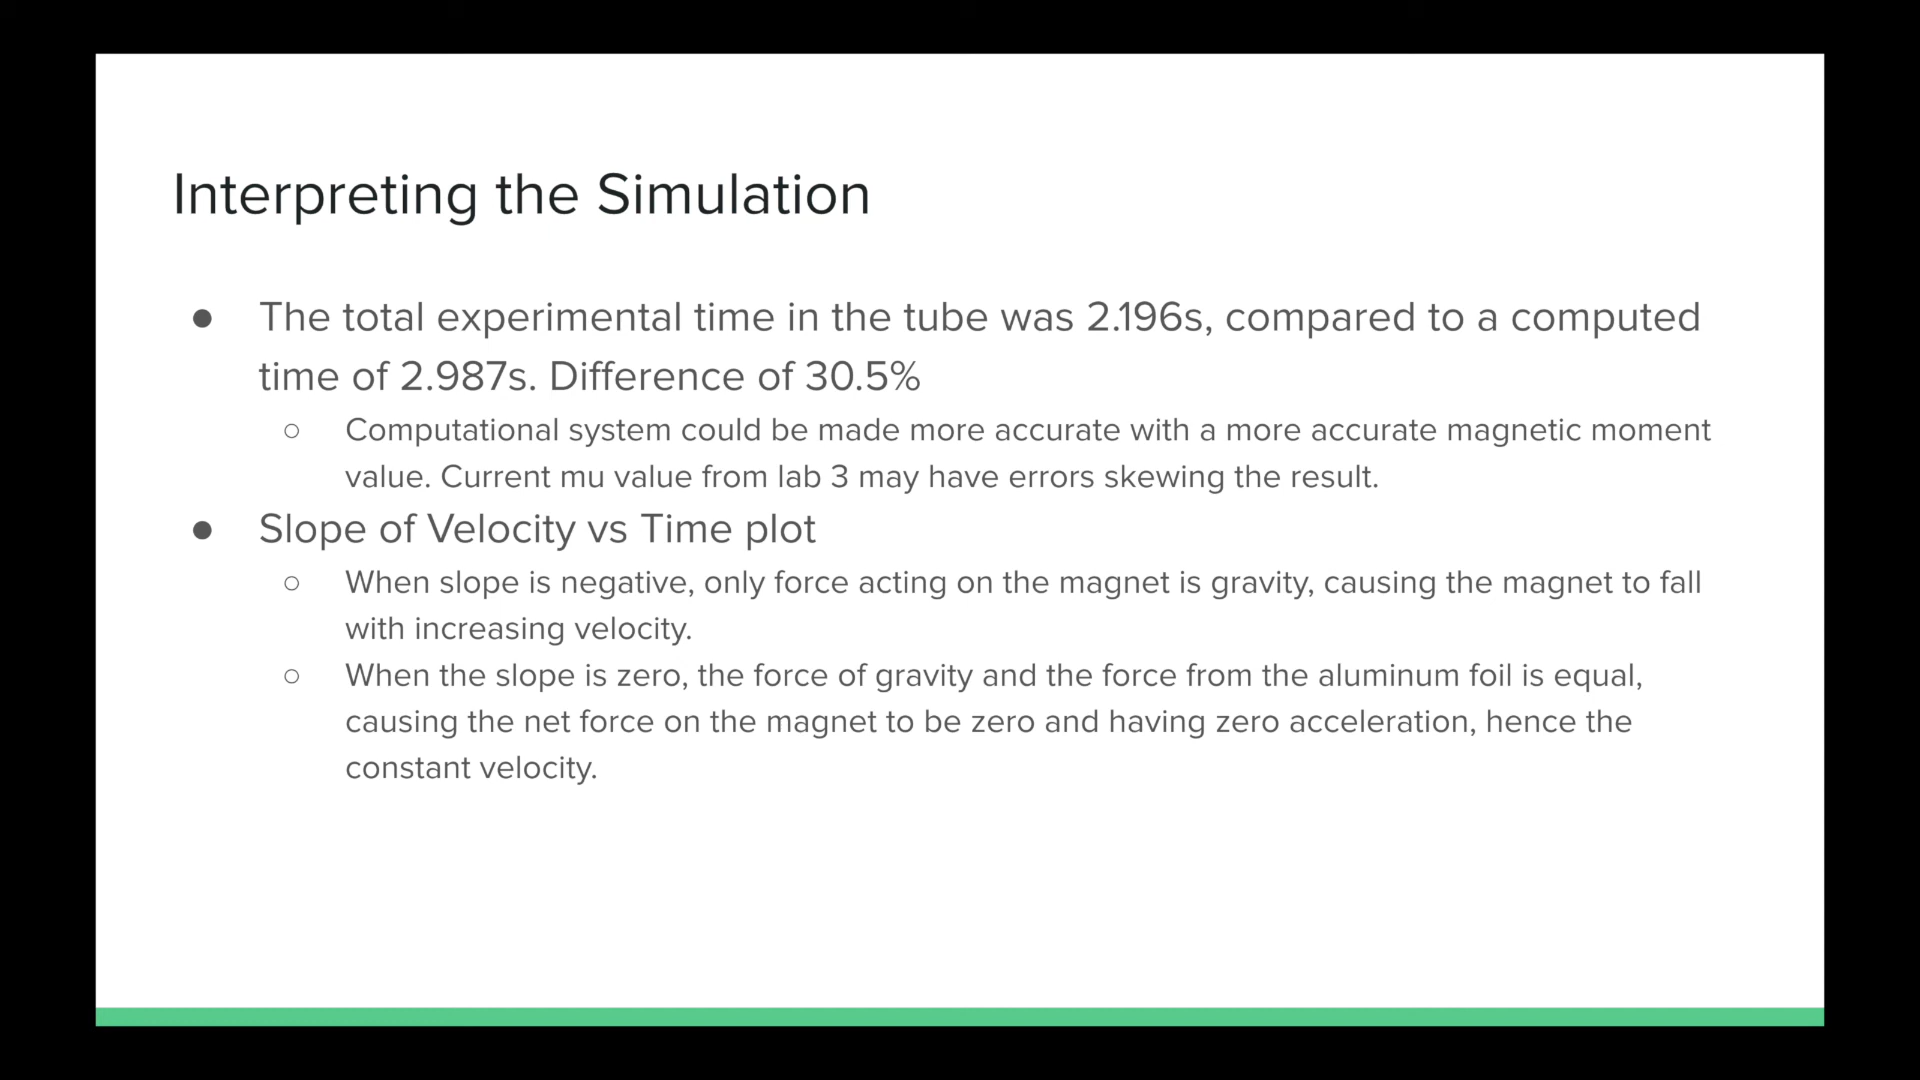 Interpreting the Simulation
● The total experimental time in the tube was 2.196s, compared to a computed
time of 2.987s. Difference of 30.5%
○ Computational system could be made more accurate with a more accurate magnetic moment
value. Current mu value from lab 3 may have errors skewing the result.
● Slope of Velocity vs Time plot
○ When slope is negative, only force acting on the magnet is gravity, causing the magnet to fall
with increasing velocity.
○ When the slope is zero, the force of gravity and the force from the aluminum foil is equal,
causing the net force on the magnet to be zero and having zero acceleration, hence the
constant velocity.